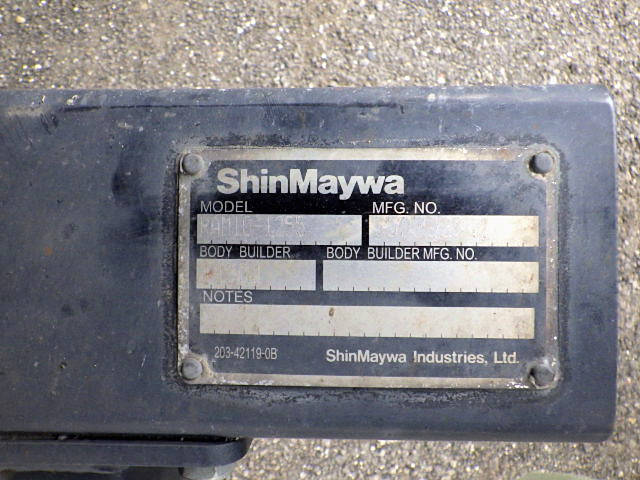 ShinMaywa
MODEL MFG. NO.
BODY BUILDER BODY BUILDER MFG. NO.
NOTES
203-42119-0B ShinMaywa Industries, Ltd.